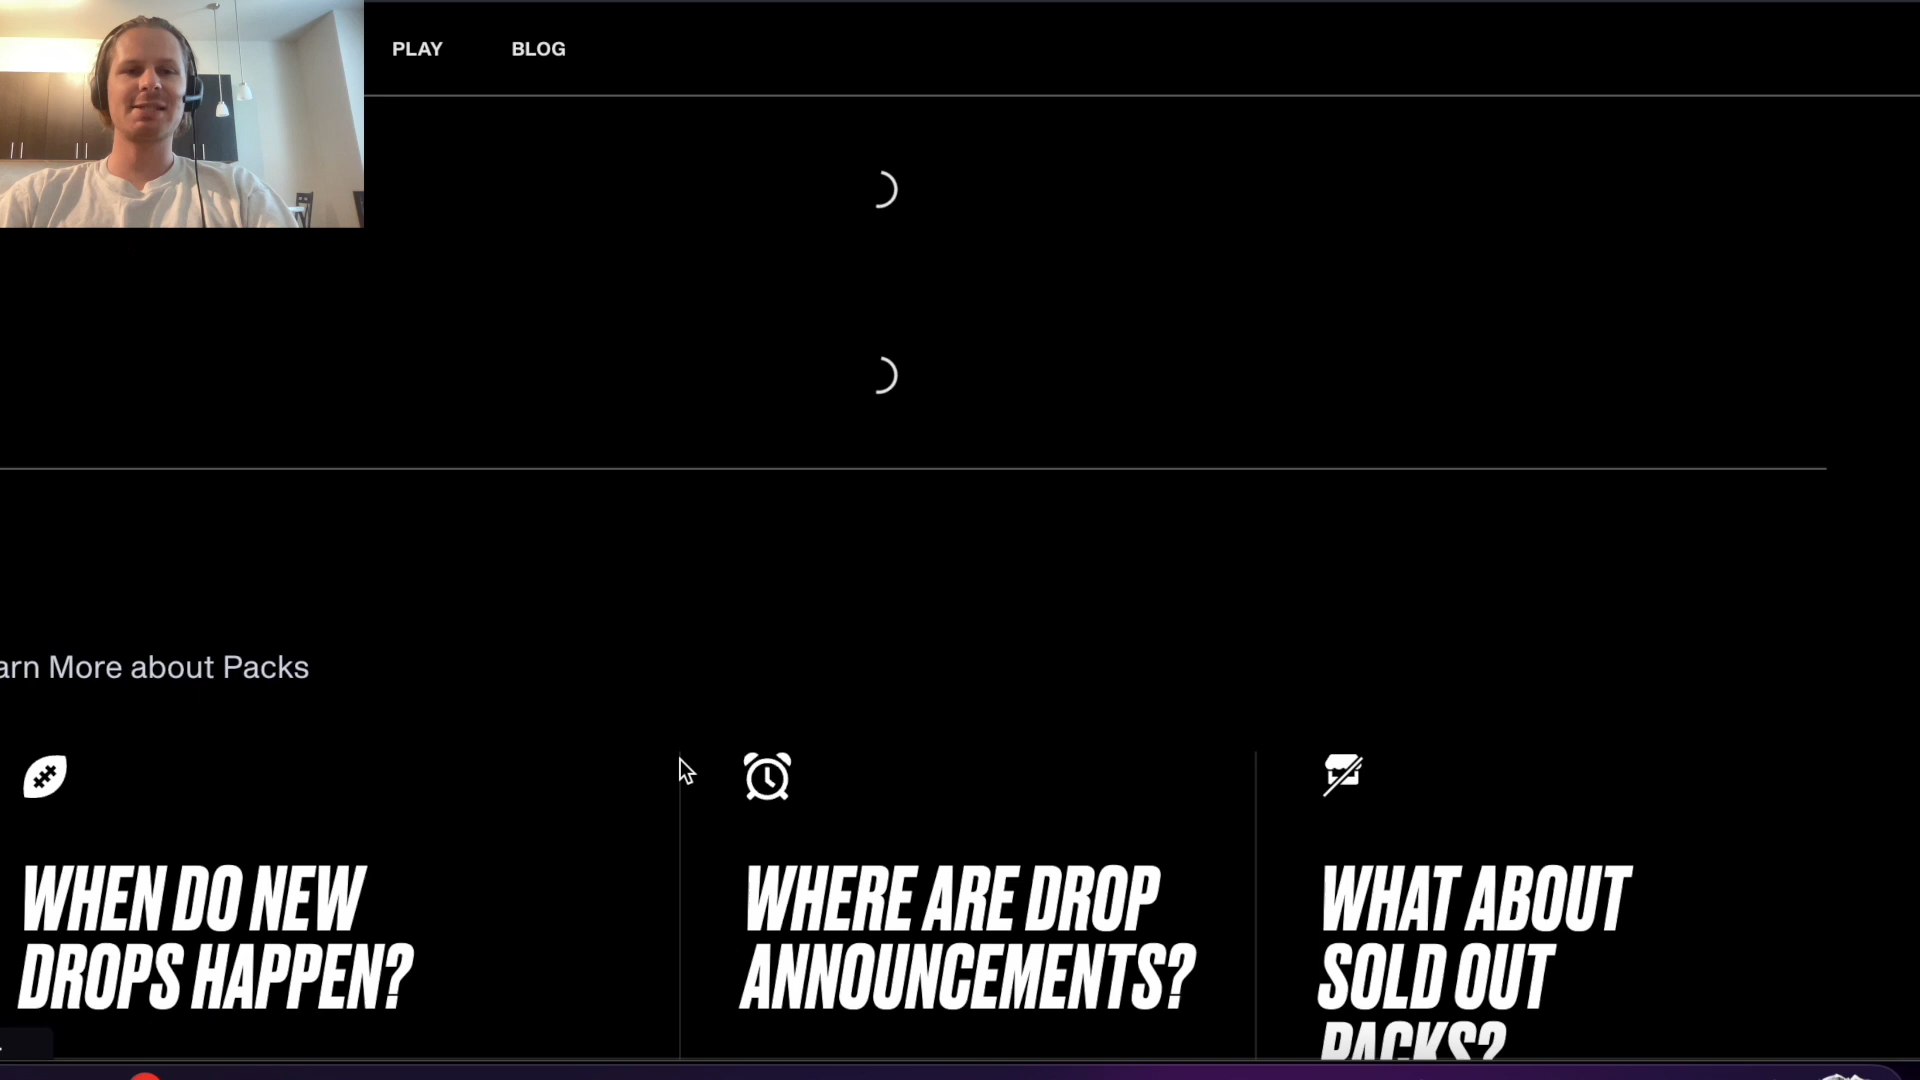 PLAY
BLOG
arn More about Packs
WHEN DO NEW
DROPS HAPPEN?
WHERE ARE DROP
ANNOUNCEMENTS?
WHAT ABOUT
SOLD OUT
PACKS?